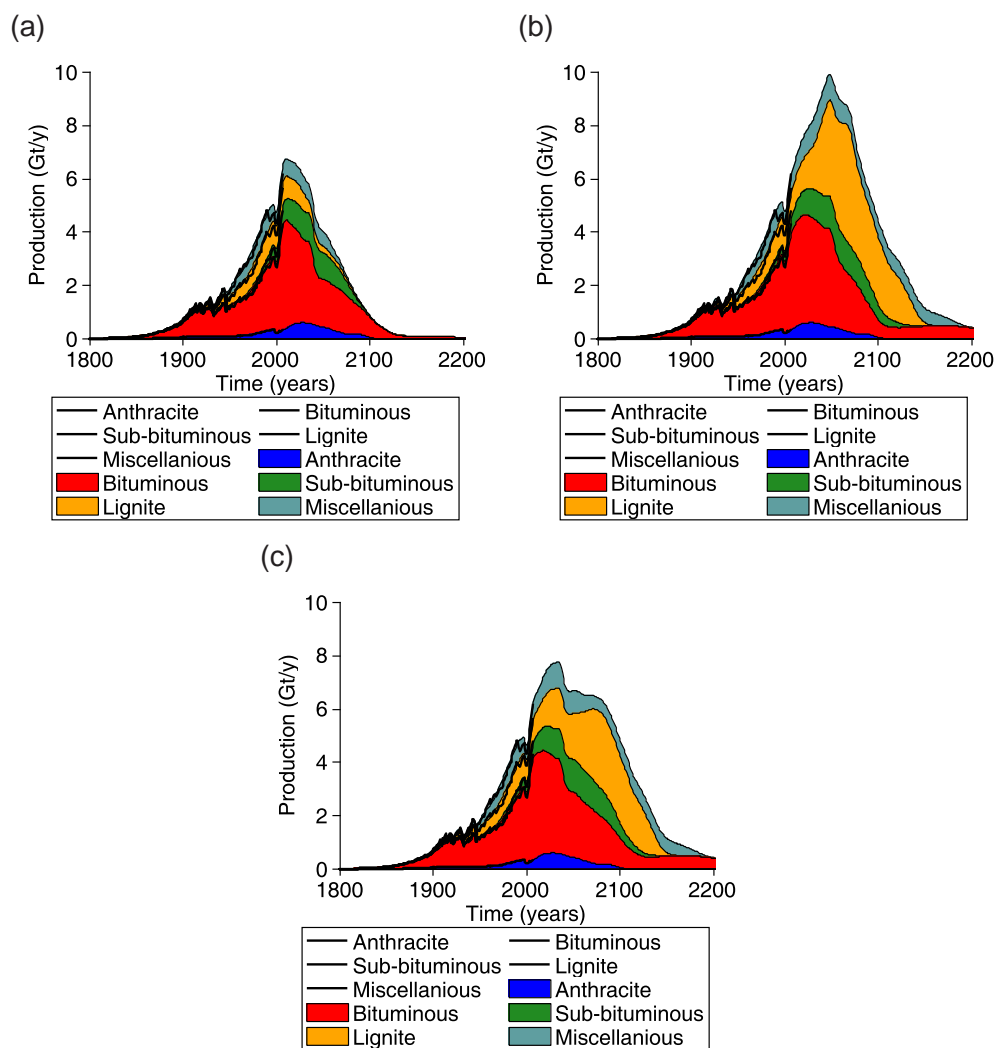 (a)
10
8
6
4
2
0
Production (Gt/y)
1800 1900 2000 2100 2200
Time (years)
Anthracite Bituminous
Sub-bituminous Lignite
Miscellanious Anthracite
Bituminous Sub-bituminous
Lignite Miscellanious
(b)
10
8
6
4
2
0
Production (Gt/y)
1800 1900 2000 2100 2200
Time (years)
Anthracite Bituminous
Sub-bituminous Lignite
Miscellanious Anthracite
Bituminous Sub-bituminous
Lignite Miscellanious
(c)
10
8
6
4
2
0
Production (Gt/y)
1800 1900 2000 2100 2200
Time (years)
Anthracite Bituminous
Sub-bituminous Lignite
Miscellanious Anthracite
Bituminous Sub-bituminous
Lignite Miscellanious